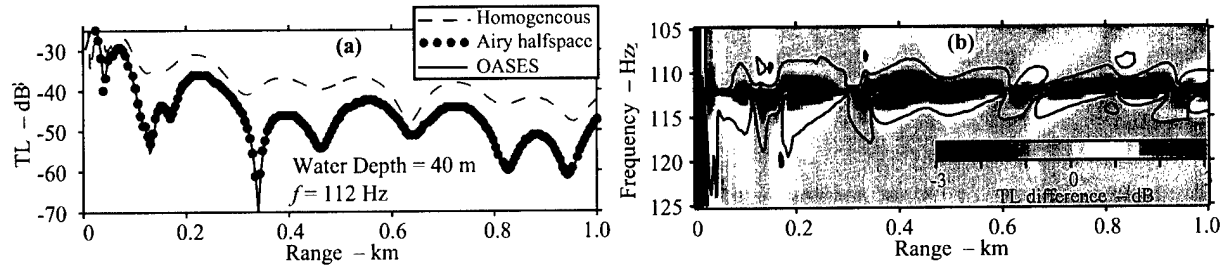 -30
-40
-50
-60
-70
TL – dB
(a)
Homogeneous
Airy halfspace
OASES
Water Depth = 40 m
f = 112 Hz
0
0.2
0.4
0.6
0.8
1.0
Range – km
105
110
115
120
125
Frequency – Hz
(b)
-3
0
TL difference – dB
0
0.2
0.4
0.6
0.8
1.0
Range – km